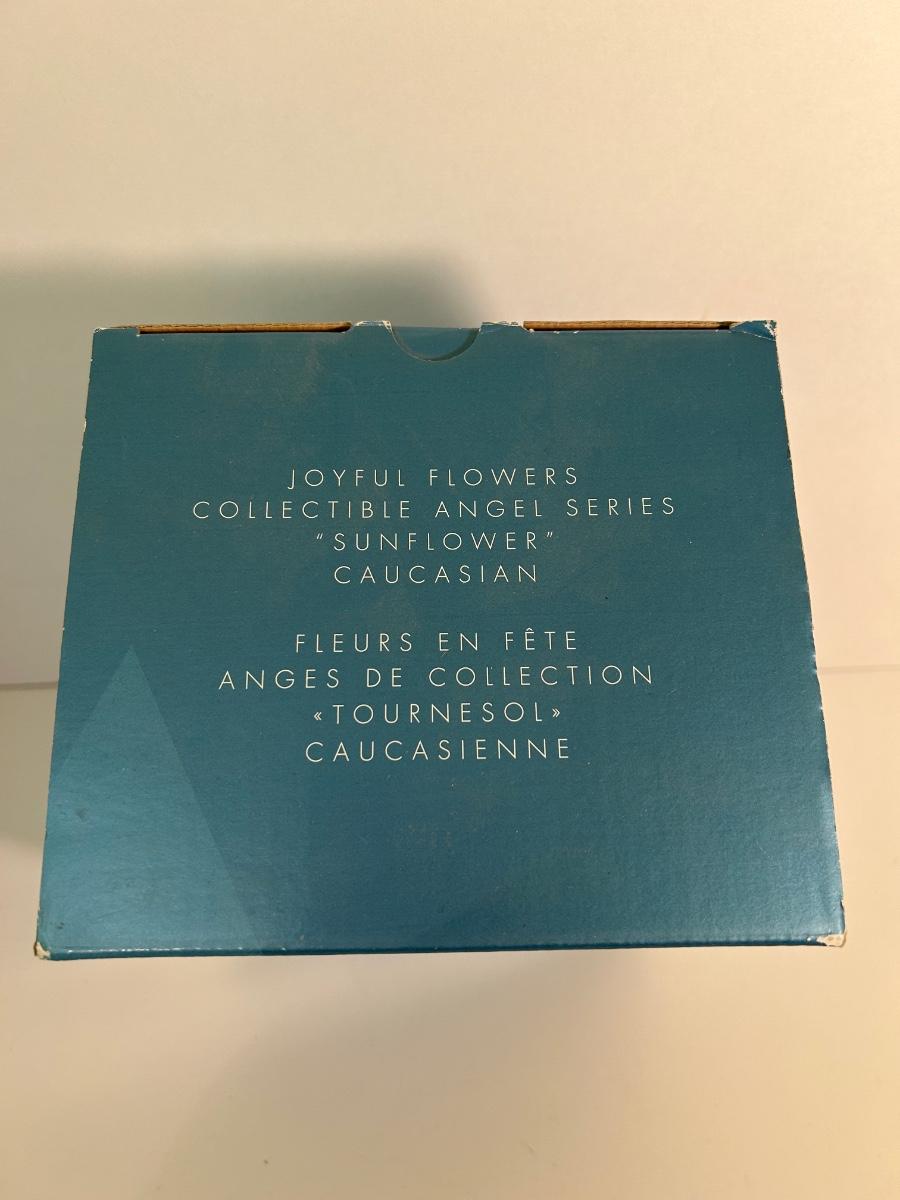 JOYFUL FLOWERS
COLLECTIBLE ANGEL SERIES
“SUNFLOWER”
CAUCASIAN
FLEURS EN FÊTE
ANGES DE COLLECTION
«TOURNESOL»
CAUCASIENNE